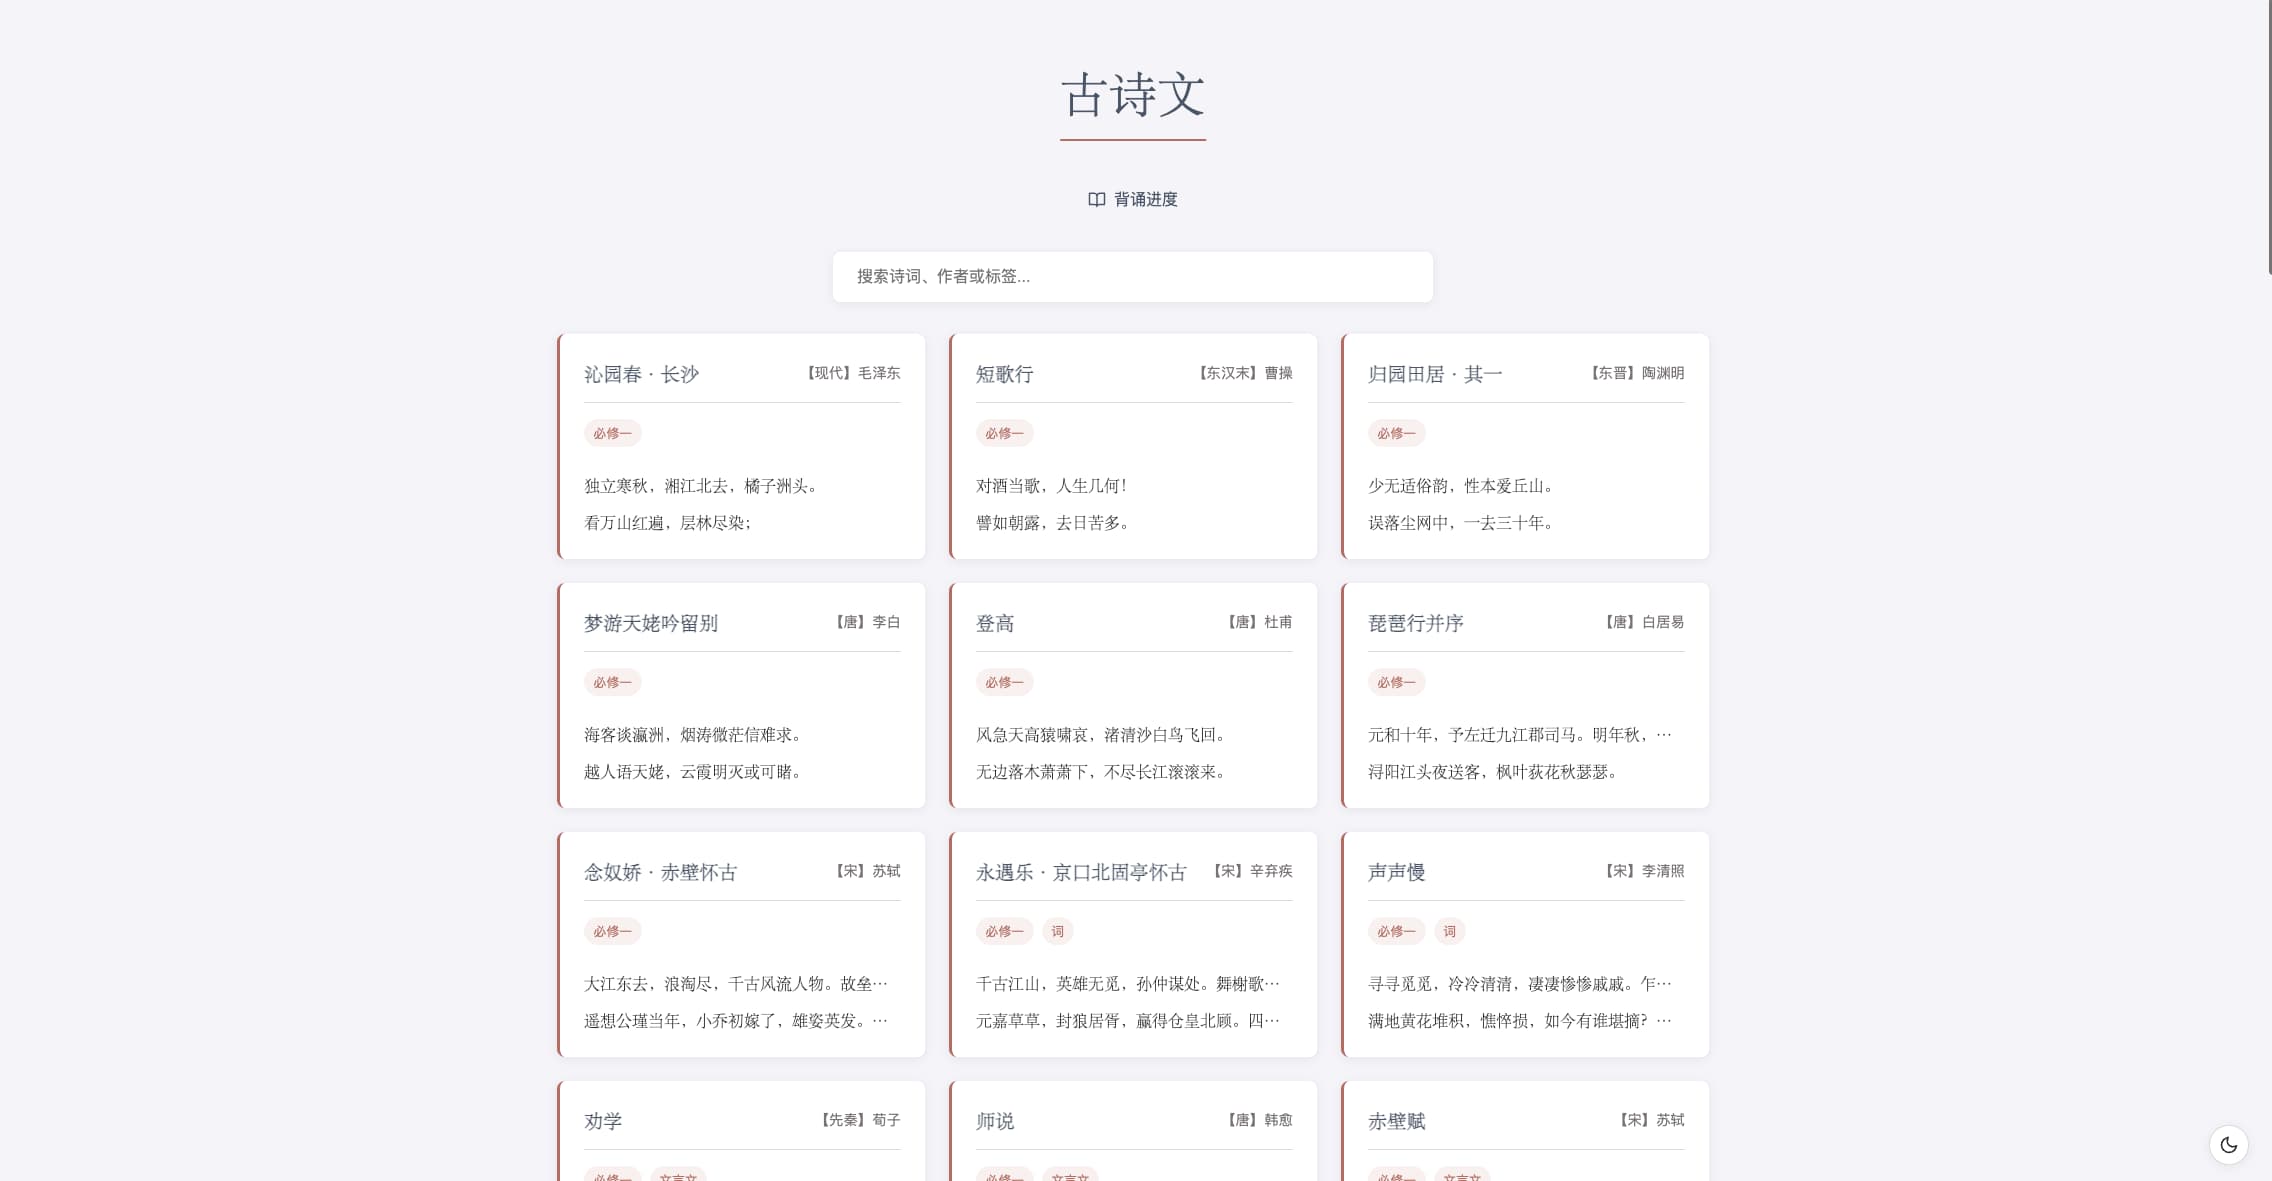 古诗文
背诵进度
搜索诗词、作者或标签...
沁园春 · 长沙 【现代】毛泽东
必修一
独立寒秋，湘江北去，橘子洲头。
看万山红遍，层林尽染；
短歌行 【东汉末】曹操
必修一
对酒当歌，人生几何！
譬如朝露，去日苦多。
归园田居 · 其一 【东晋】陶渊明
必修一
少无适俗韵，性本爱丘山。
误落尘网中，一去三十年。
梦游天姥吟留别 【唐】李白
必修一
海客谈瀛洲，烟涛微茫信难求。
越人语天姥，云霞明灭或可睹。
登高 【唐】杜甫
必修一
风急天高猿啸哀，渚清沙白鸟飞回。
无边落木萧萧下，不尽长江滚滚来。
琵琶行并序 【唐】白居易
必修一
元和十年，予左迁九江郡司马。明年秋，…
浔阳江头夜送客，枫叶荻花秋瑟瑟。
念奴娇 · 赤壁怀古 【宋】苏轼
必修一
大江东去，浪淘尽，千古风流人物。故垒…
遥想公瑾当年，小乔初嫁了，雄姿英发。…
永遇乐 · 京口北固亭怀古 【宋】辛弃疾
必修一 词
千古江山，英雄无觅，孙仲谋处。舞榭歌…
元嘉草草，封狼居胥，赢得仓皇北顾。四…
声声慢 【宋】李清照
必修一 词
寻寻觅觅，冷冷清清，凄凄惨惨戚戚。乍…
满地黄花堆积，憔悴损，如今有谁堪摘？…
劝学 【先秦】荀子
必修一 文言文
师说 【唐】韩愈
必修一 文言文
赤壁赋 【宋】苏轼
必修一 文言文